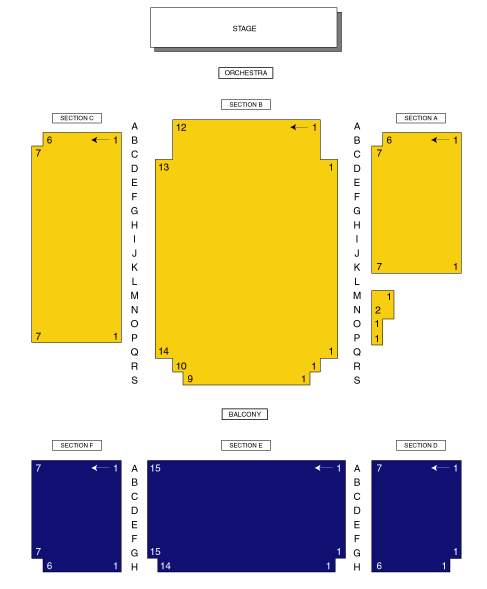 STAGE
ORCHESTRA
SECTION C
SECTION B
SECTION A
A 12 1 A
6 1 B B 6 1
7 C C 7
D 13 1 D
E E
F F
G G
H H
I I
J J
K K 7 1
L L
M M 1
N N 2
O O 1
7 1 P P 1
Q 14 1 Q
R 10 1 R
S 9 1 S
BALCONY
SECTION F
SECTION E
SECTION D
7 1 A 15 1 A 7 1
B B
C C
D D
E E
F F
7 G 15 G 1
6 1 H 14 1 H 6 1